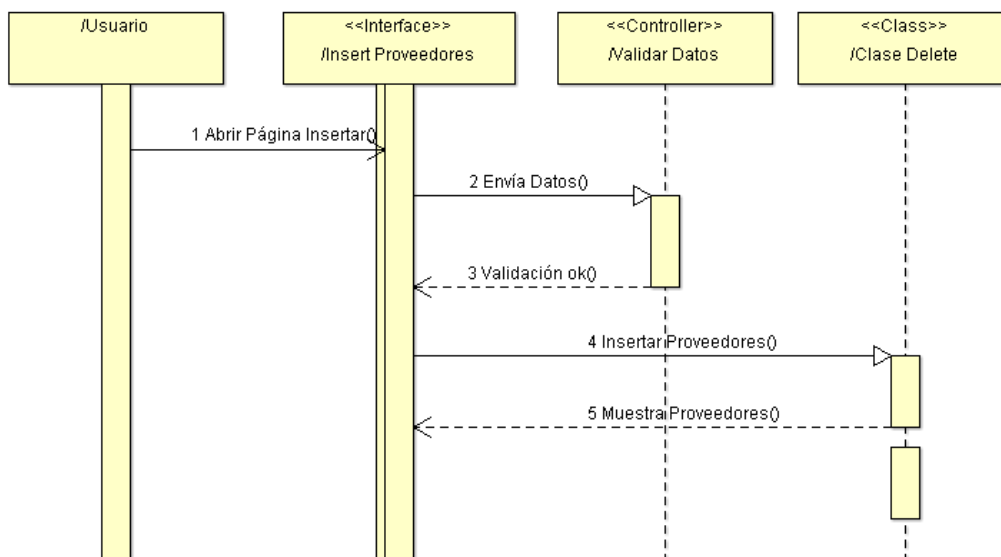 /Usuario
<<Interface>>
/Insert Proveedores
<<Controller>>
/Validar Datos
<<Class>>
/Clase Delete
1 Abrir Página Insertar()
2 Envía Datos()
3 Validación ok()
4 Insertar Proveedores()
5 Muestra Proveedores()